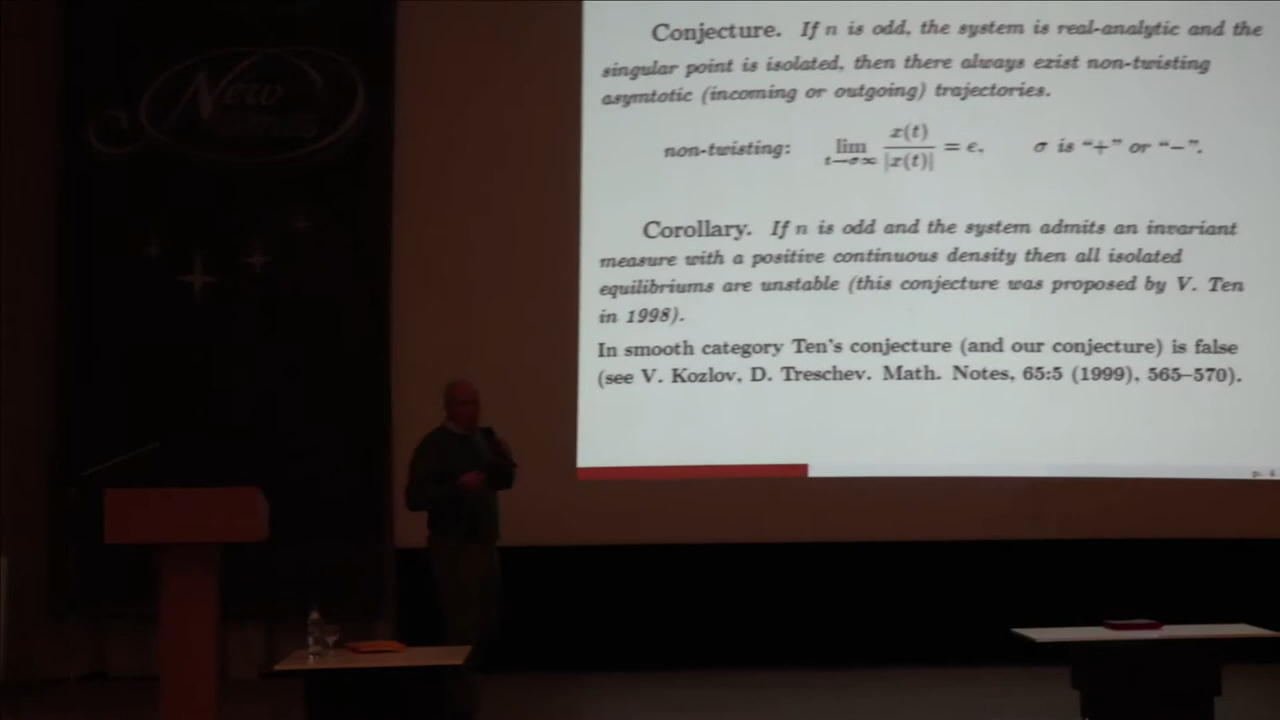 New
Conjecture. If n is odd, the system is real-analytic and the
singular point is isolated, then there always exist non-twisting
asymtotic (incoming or outgoing) trajectories.
non-twisting: lim_{t→σ∞} x(t)/|x(t)| = e, σ is “+” or “−”.
Corollary. If n is odd and the system admits an invariant
measure with a positive continuous density then all isolated
equilibriums are unstable (this conjecture was proposed by V. Ten
in 1998).
In smooth category Ten's conjecture (and our conjecture) is false
(see V. Kozlov, D. Treschev. Math. Notes, 65:5 (1999), 565–570).
p. 4